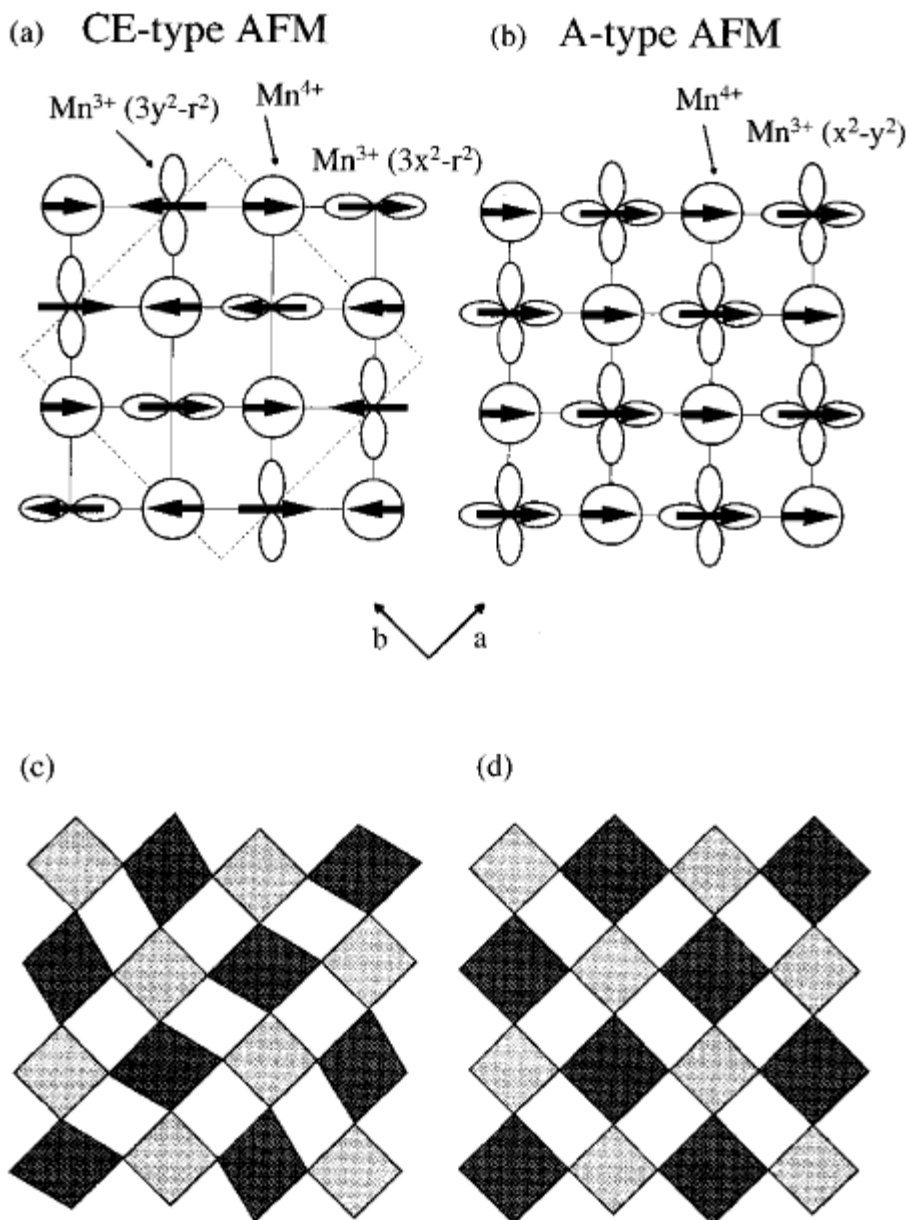 (a) CE-type AFM
(b) A-type AFM
Mn³⁺ (3y²-r²)
Mn⁴⁺
Mn³⁺ (3x²-r²)
Mn⁴⁺
Mn³⁺ (x²-y²)
b
a
(c)
(d)